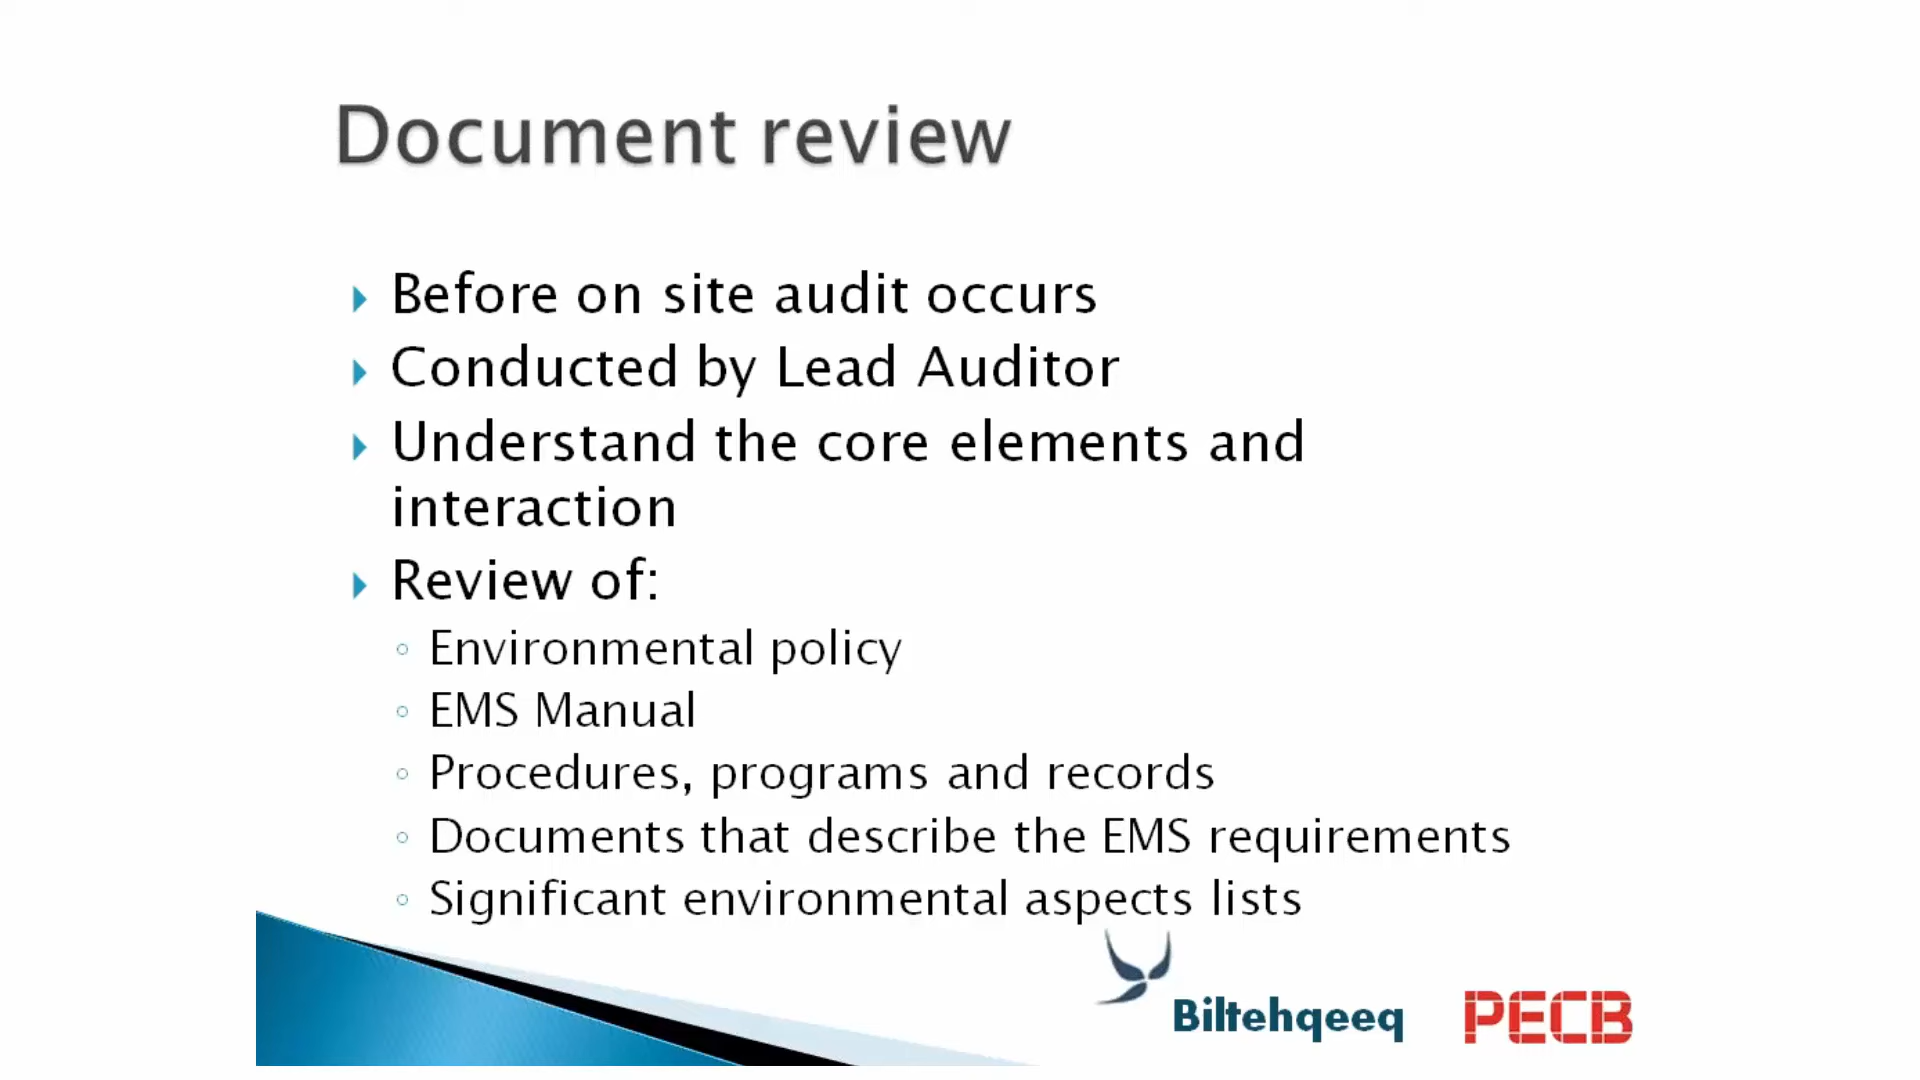 Document review
Before on site audit occurs
Conducted by Lead Auditor
Understand the core elements and
interaction
Review of:
Environmental policy
EMS Manual
Procedures, programs and records
Documents that describe the EMS requirements
Significant environmental aspects lists
Biltehqeeq
PECB